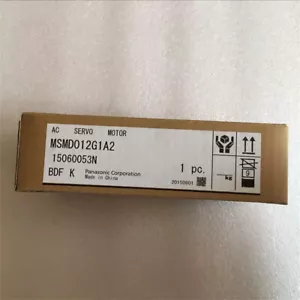 AC SERVO MOTOR
MSMD012G1A2
15060053N
1 pc.
BDF K
Panasonic Corporation
Made in China